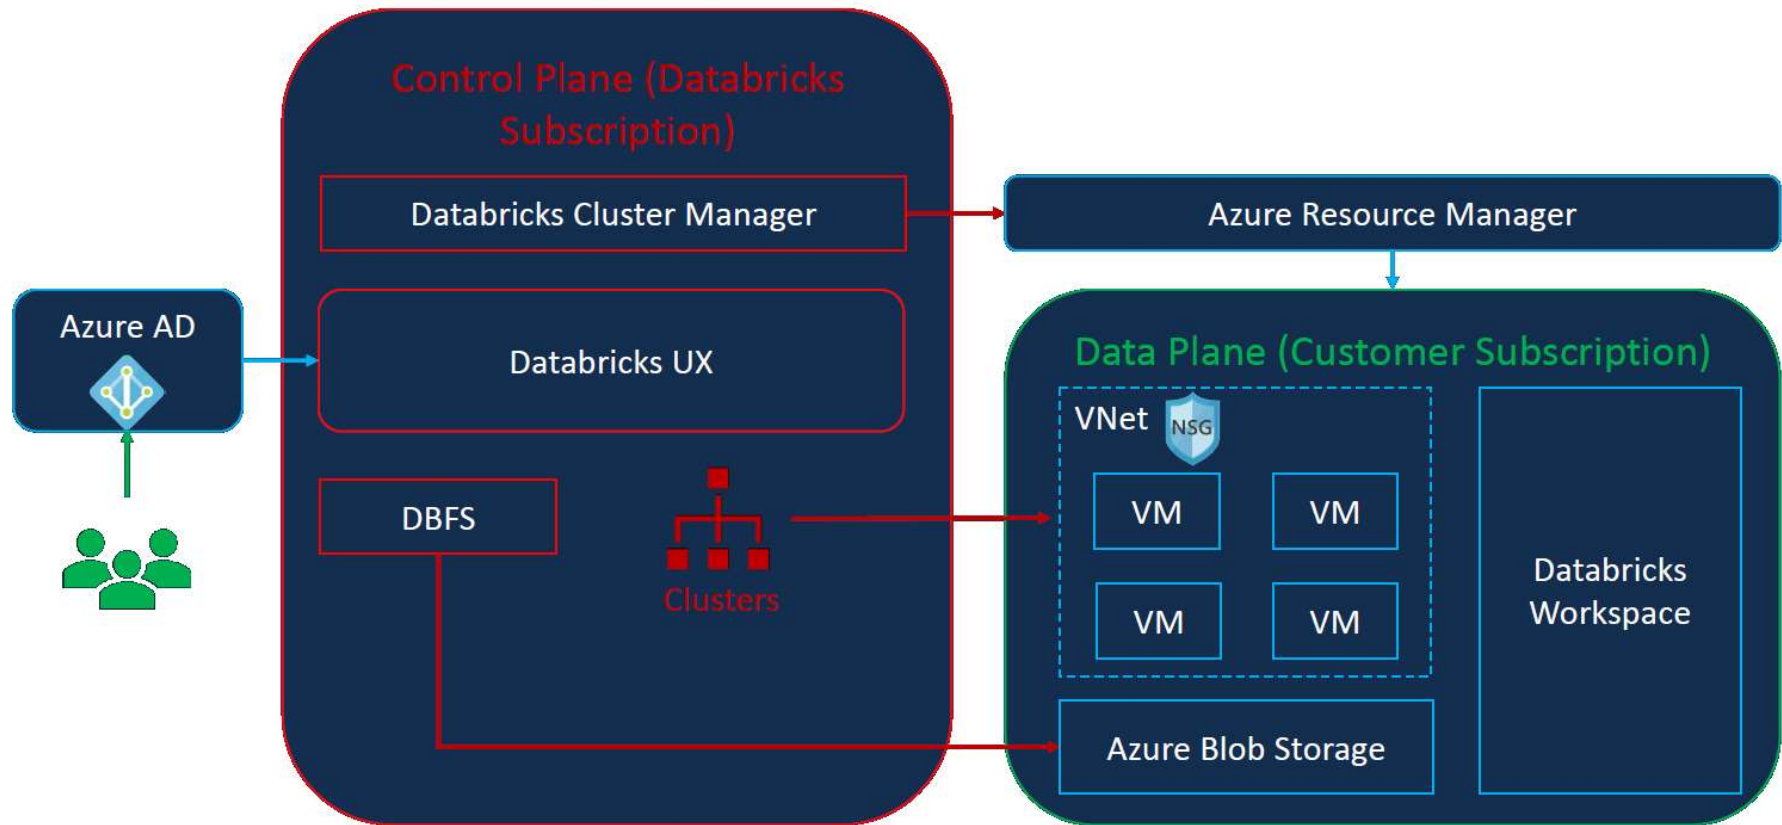 Control Plane (Databricks
Subscription)
Databricks Cluster Manager
Azure Resource Manager
Azure AD
Databricks UX
Data Plane (Customer Subscription)
VNet
NSG
DBFS
Clusters
VM
VM
VM
VM
Databricks
Workspace
Azure Blob Storage